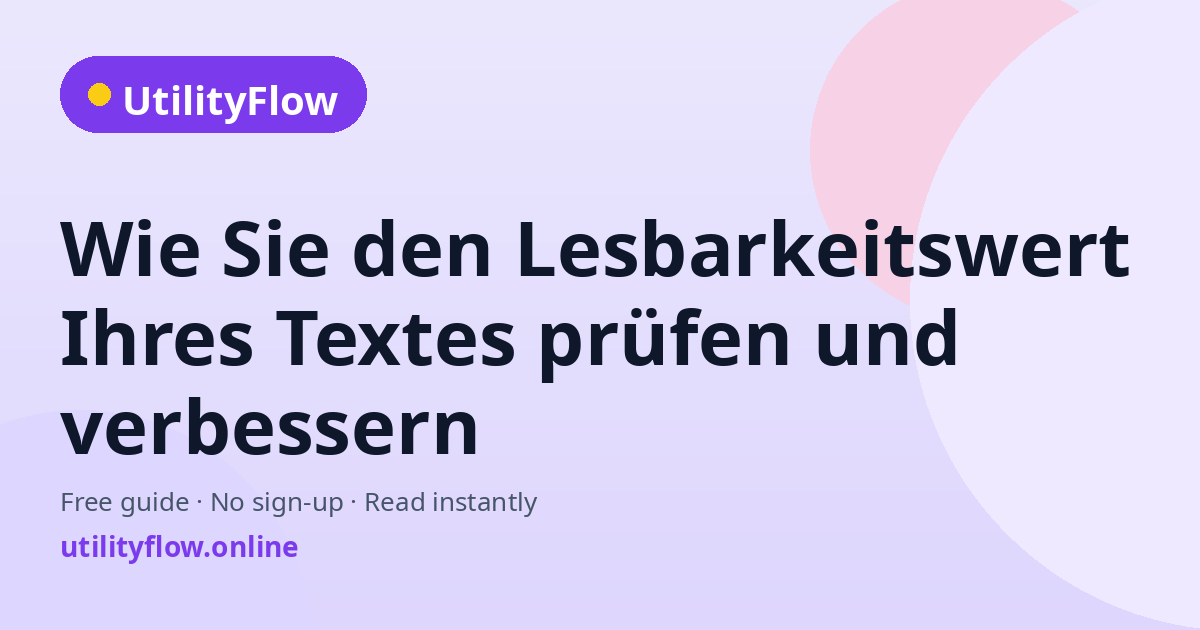 UtilityFlow
Wie Sie den Lesbarkeitswert
Ihres Textes prüfen und
verbessern
Free guide · No sign-up · Read instantly
utilityflow.online